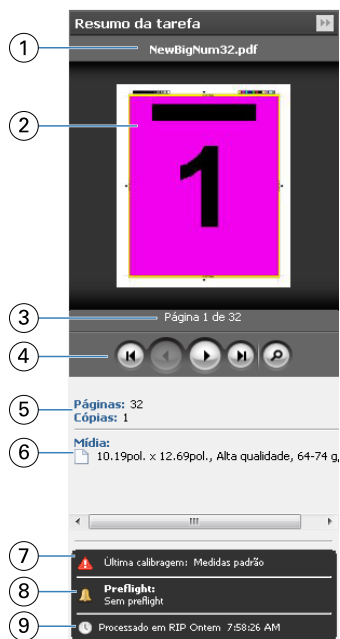 Resumo da tarefa
1
NewBigNum32.pdf
2
1
3
Página 1 de 32
4
5
Páginas: 32
Cópias: 1
Mídia:
6
10.19pol. x 12.69pol., Alta qualidade, 64-74 g,
7
Última calibragem: Medidas padrão
8
Preflight:
Sem preflight
9
Processado em RIP Ontem 7:58:26 AM